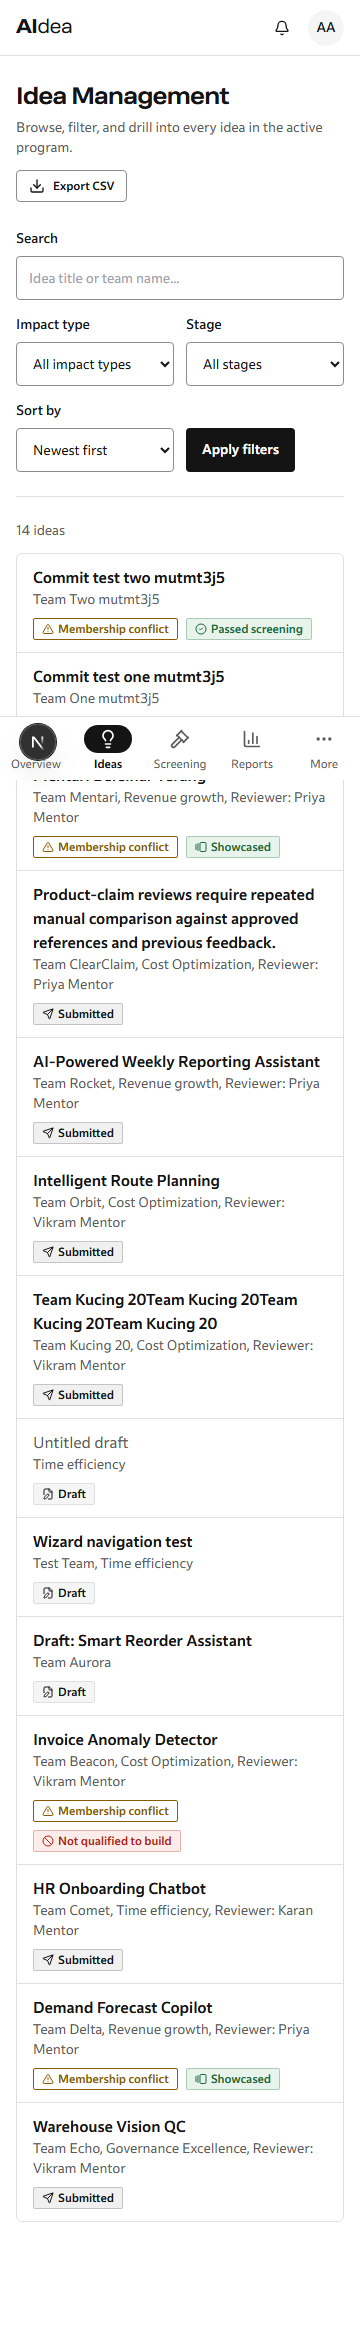 AIdea
AA
Idea Management
Browse, filter, and drill into every idea in the active
program.
Export CSV
Search
Idea title or team name...
Impact type
Stage
All impact types
All stages
Sort by
Newest first
Apply filters
14 ideas
Commit test two mutmt3j5
Team Two mutmt3j5
Membership conflict
Passed screening
Commit test one mutmt3j5
Team One mutmt3j5
N
Overview
Ideas
Screening
Reports
More
Team Mentari, Revenue growth, Reviewer: Priya
Mentor
Membership conflict
Showcased
Product-claim reviews require repeated
manual comparison against approved
references and previous feedback.
Team ClearClaim, Cost Optimization, Reviewer:
Priya Mentor
Submitted
AI-Powered Weekly Reporting Assistant
Team Rocket, Revenue growth, Reviewer: Priya
Mentor
Submitted
Intelligent Route Planning
Team Orbit, Cost Optimization, Reviewer:
Vikram Mentor
Submitted
Team Kucing 20Team Kucing 20Team
Kucing 20Team Kucing 20
Team Kucing 20, Cost Optimization, Reviewer:
Vikram Mentor
Submitted
Untitled draft
Time efficiency
Draft
Wizard navigation test
Test Team, Time efficiency
Draft
Draft: Smart Reorder Assistant
Team Aurora
Draft
Invoice Anomaly Detector
Team Beacon, Cost Optimization, Reviewer:
Vikram Mentor
Membership conflict
Not qualified to build
HR Onboarding Chatbot
Team Comet, Time efficiency, Reviewer: Karan
Mentor
Submitted
Demand Forecast Copilot
Team Delta, Revenue growth, Reviewer: Priya
Mentor
Membership conflict
Showcased
Warehouse Vision QC
Team Echo, Governance Excellence, Reviewer:
Vikram Mentor
Submitted